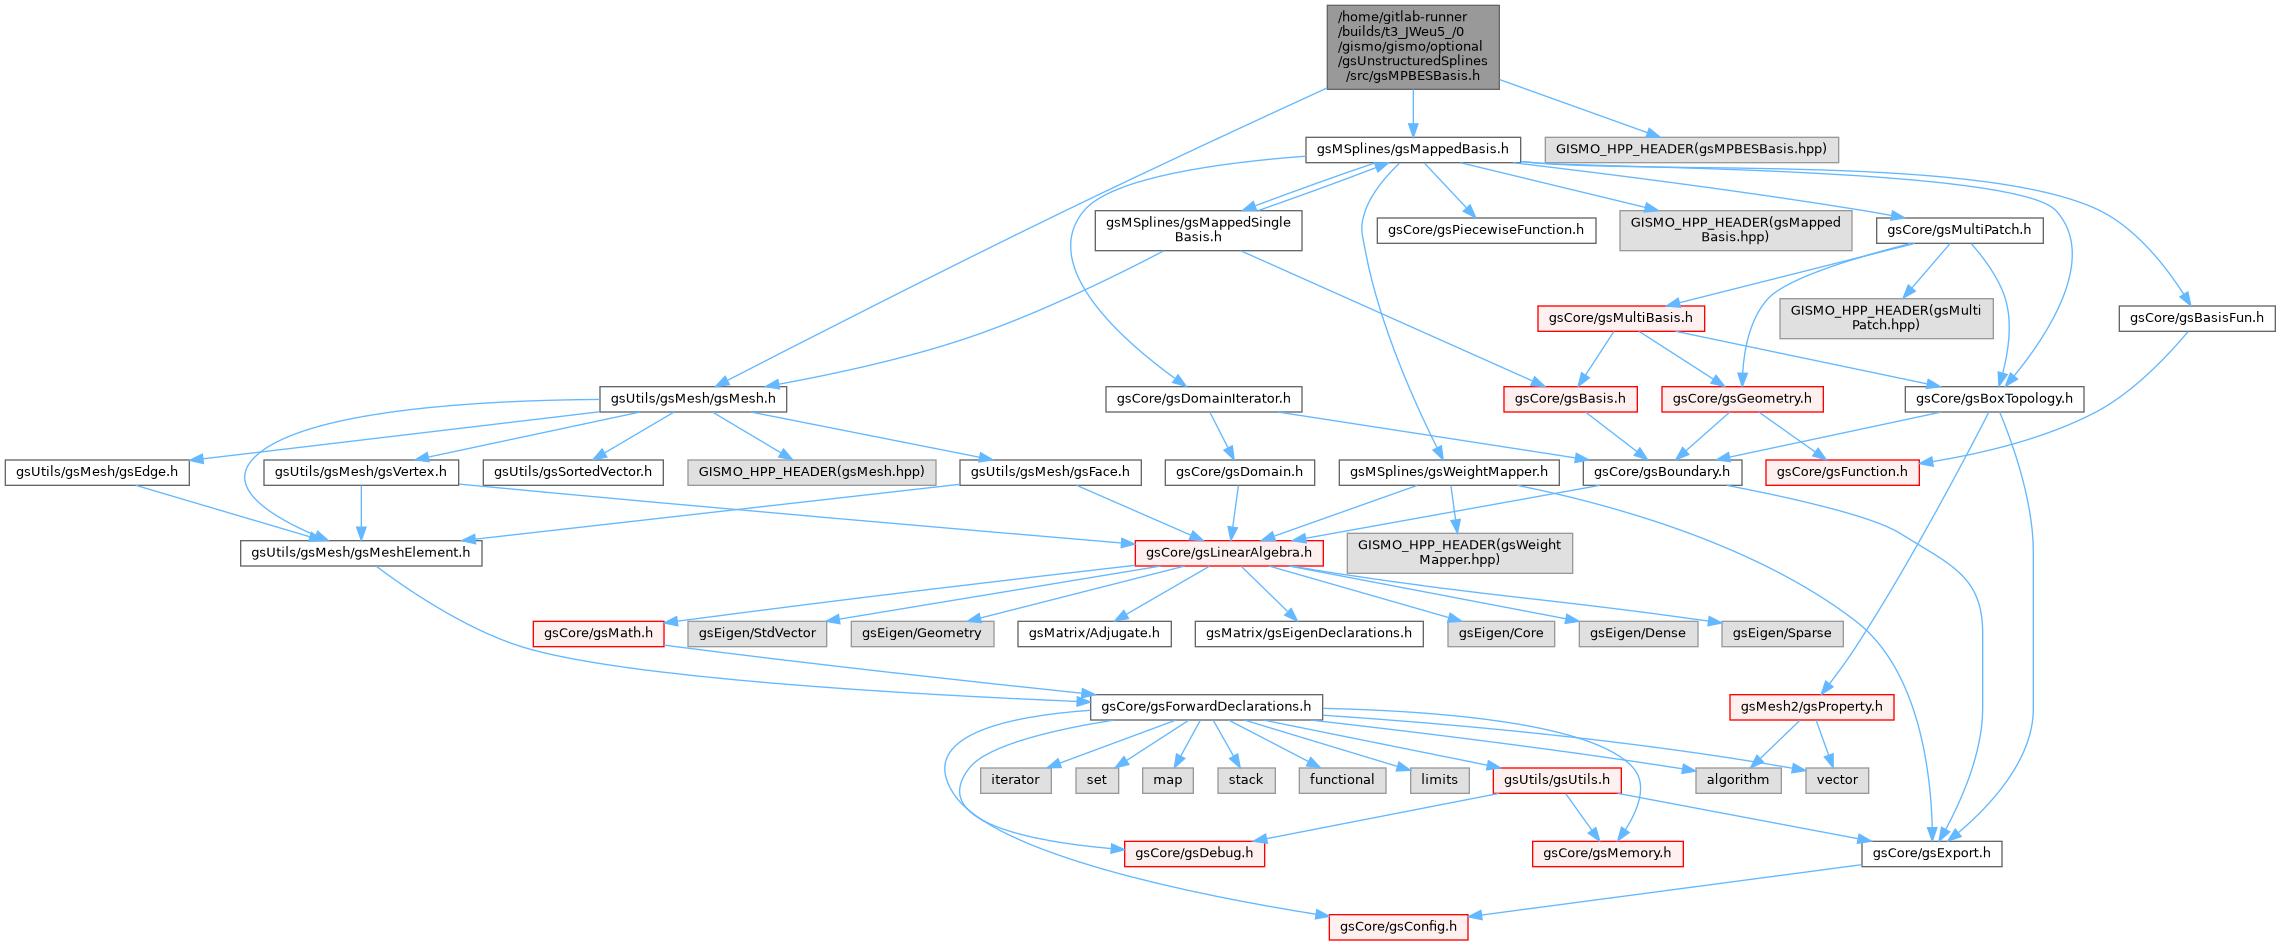 /home/gitlab-runner
/builds/t3_JWeu5_/0
/gismo/gismo/optional
/gsUnstructuredSplines
/src/gsMPBESBasis.h
gsMSplines/gsMappedBasis.h
GISMO_HPP_HEADER(gsMPBESBasis.hpp)
gsMSplines/gsMappedSingle
Basis.h
gsCore/gsPiecewiseFunction.h
GISMO_HPP_HEADER(gsMapped
Basis.hpp)
gsCore/gsMultiPatch.h
gsCore/gsMultiBasis.h
GISMO_HPP_HEADER(gsMulti
Patch.hpp)
gsCore/gsBasisFun.h
gsUtils/gsMesh/gsMesh.h
gsCore/gsDomainIterator.h
gsCore/gsBasis.h
gsCore/gsGeometry.h
gsCore/gsBoxTopology.h
gsUtils/gsMesh/gsEdge.h
gsUtils/gsMesh/gsVertex.h
gsUtils/gsSortedVector.h
GISMO_HPP_HEADER(gsMesh.hpp)
gsUtils/gsMesh/gsFace.h
gsCore/gsDomain.h
gsMSplines/gsWeightMapper.h
gsCore/gsBoundary.h
gsCore/gsFunction.h
gsUtils/gsMesh/gsMeshElement.h
gsCore/gsLinearAlgebra.h
GISMO_HPP_HEADER(gsWeight
Mapper.hpp)
gsCore/gsMath.h
gsEigen/StdVector
gsEigen/Geometry
gsMatrix/Adjugate.h
gsMatrix/gsEigenDeclarations.h
gsEigen/Core
gsEigen/Dense
gsEigen/Sparse
gsCore/gsForwardDeclarations.h
gsMesh2/gsProperty.h
iterator
set
map
stack
functional
limits
gsUtils/gsUtils.h
algorithm
vector
gsCore/gsDebug.h
gsCore/gsMemory.h
gsCore/gsExport.h
gsCore/gsConfig.h